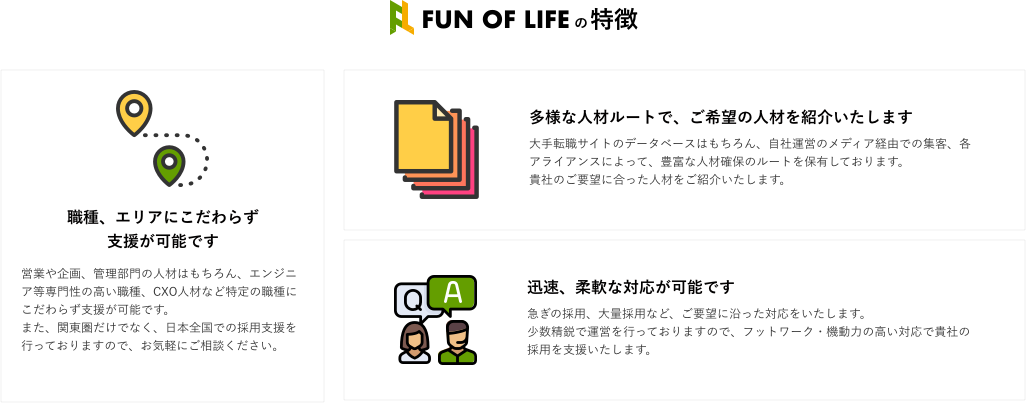 FUN OF LIFE の 特徴
職種、エリアにこだわらず
支援が可能です
営業や企画、管理部門の人材はもちろん、エンジニ
ア等専門性の高い職種、CXO人材など特定の職種に
こだわらず支援が可能です。
また、関東圏だけでなく、日本全国での採用支援を
行っておりますので、お気軽にご相談ください。
多様な人材ルートで、ご希望の人材を紹介いたします
大手転職サイトのデータベースはもちろん、自社運営のメディア経由での集客、各
アライアンスによって、豊富な人材確保のルートを保有しております。
貴社のご要望に合った人材をご紹介いたします。
Q A
迅速、柔軟な対応が可能です
急ぎの採用、大量採用など、ご要望に沿った対応をいたします。
少数精鋭で運営を行っておりますので、フットワーク・機動力の高い対応で貴社の
採用を支援いたします。